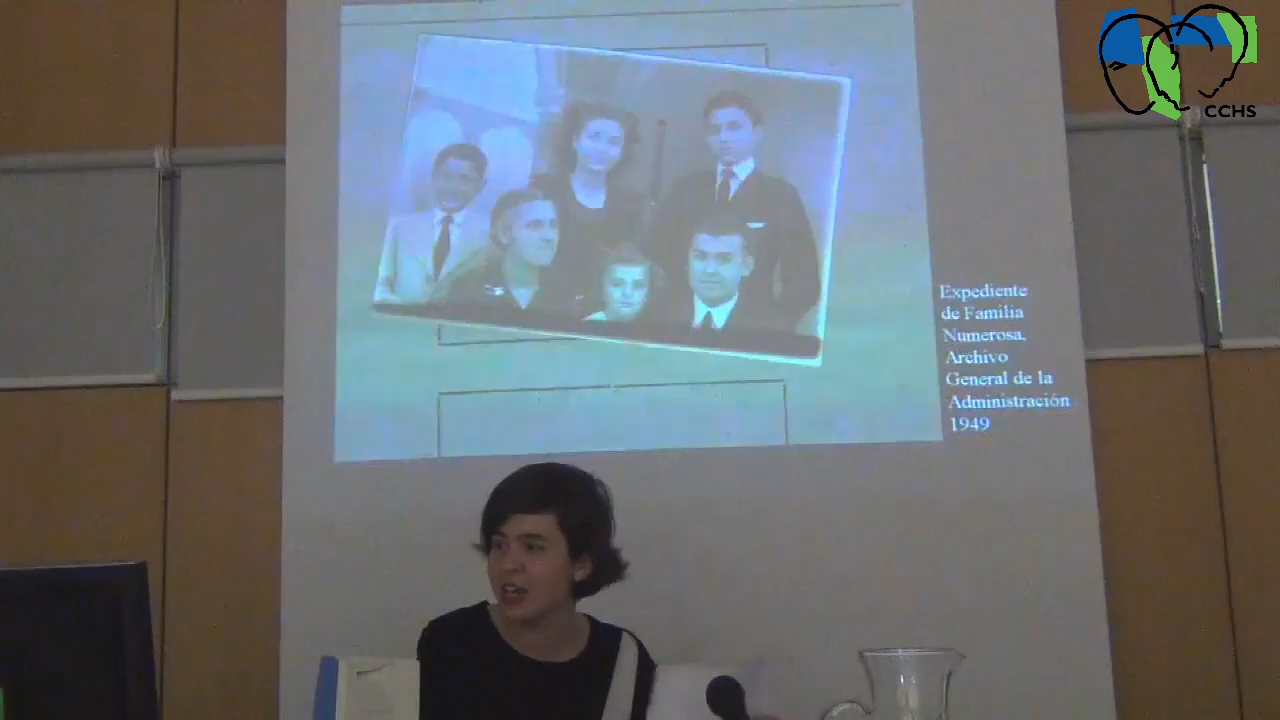 CCHS
Expediente
de Familia
Numerosa,
Archivo
General de la
Administración
1949